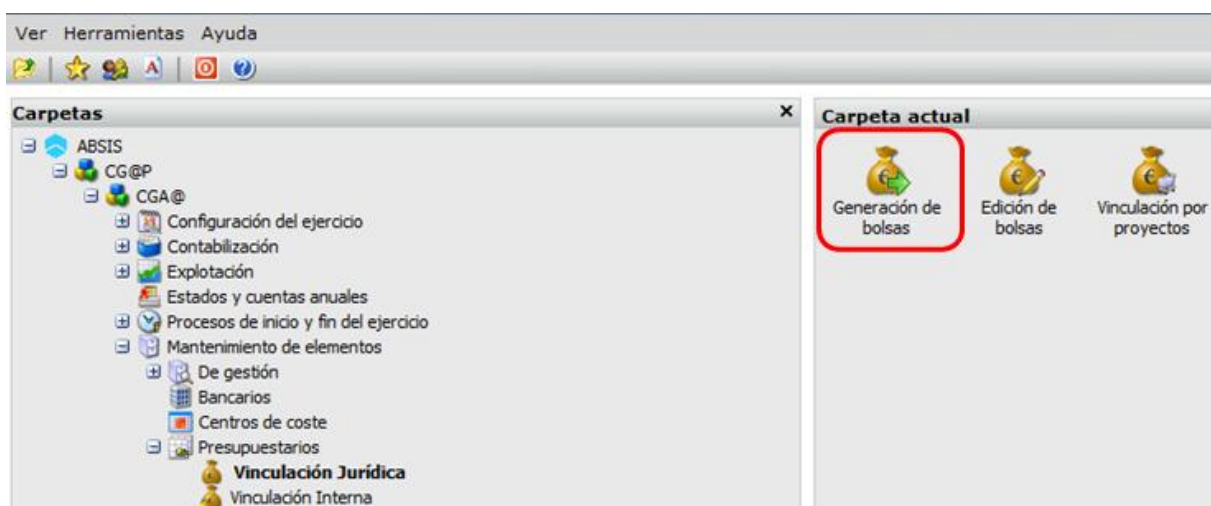 Ver Herramientas Ayuda
Carpetas
ABSIS
CG@P
CGA@
Configuración del ejercicio
Contabilización
Explotación
Estados y cuentas anuales
Procesos de inicio y fin del ejercicio
Mantenimiento de elementos
De gestión
Bancarios
Centros de coste
Presupuestarios
Vinculación Jurídica
Vinculación Interna
Carpeta actual
Generación de
bolsas
Edición de
bolsas
Vinculación por
proyectos